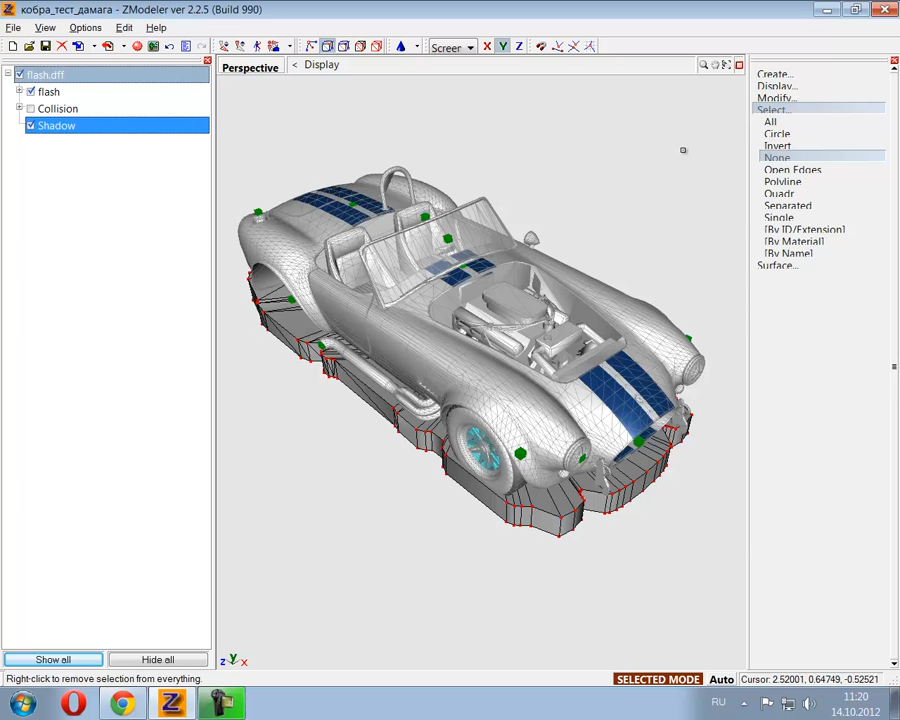 кобра_тест_дамага - ZModeler ver 2.2.5 (Build 990)
File View Options Edit Help
Screen X Y Z
flash.dff
flash
Collision
Shadow
Perspective < Display
Create...
Display...
Modify...
Select...
All
Circle
Invert
None
Open Edges
Polyline
Quadr
Separated
Single
[By ID/Extension]
[By Material]
[By Name]
Surface...
z y x
Show all Hide all
Right-click to remove selection from everything. SELECTED MODE Auto Cursor: 2.52001, 0.64749, -0.52521
RU 11:20
14.10.2012